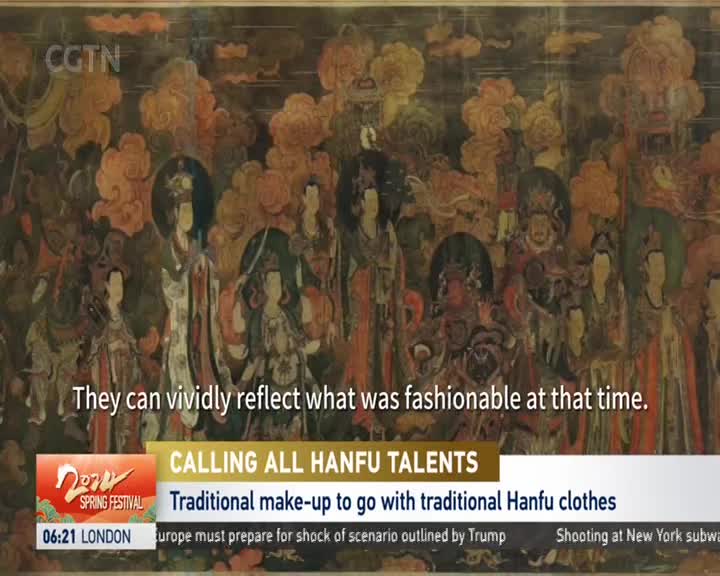 CGTN
They can vividly reflect what was fashionable at that time.
CALLING ALL HANFU TALENTS
2024
SPRING FESTIVAL
Traditional make-up to go with traditional Hanfu clothes
06:21 LONDON
Europe must prepare for shock of scenario outlined by Trump
Shooting at New York subwa